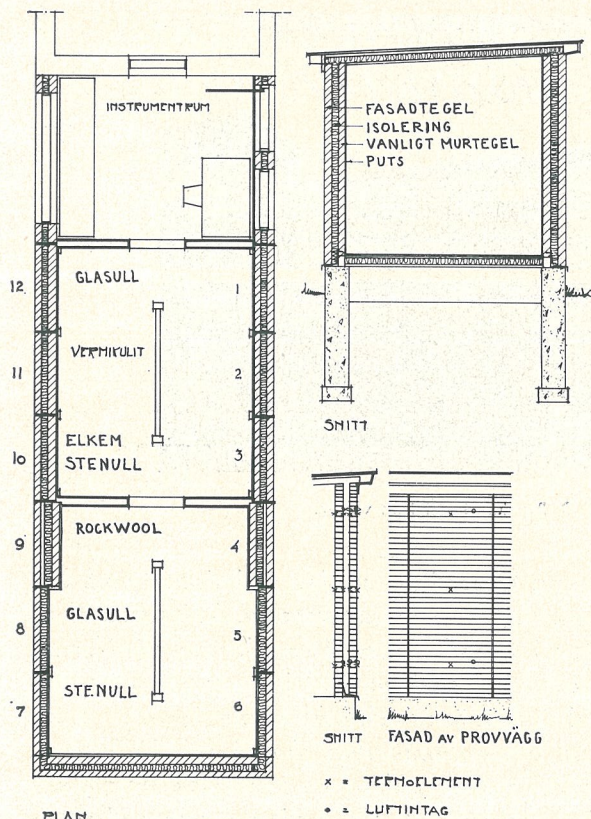 INSTRUMENTRUM
12 GLASULL 1
11 VERMIKULIT 2
10 ELKEM STENULL 3
9 ROCKWOOL 4
8 GLASULL 5
7 STENULL 6
PLAN
FASADTEGEL
ISOLERING
VANLIGT MURTEGEL
PUTS
SNITT
SNITT FASAD AV PROVVÄGG
x = TERMOELEMENT
• = LUFTINTAG